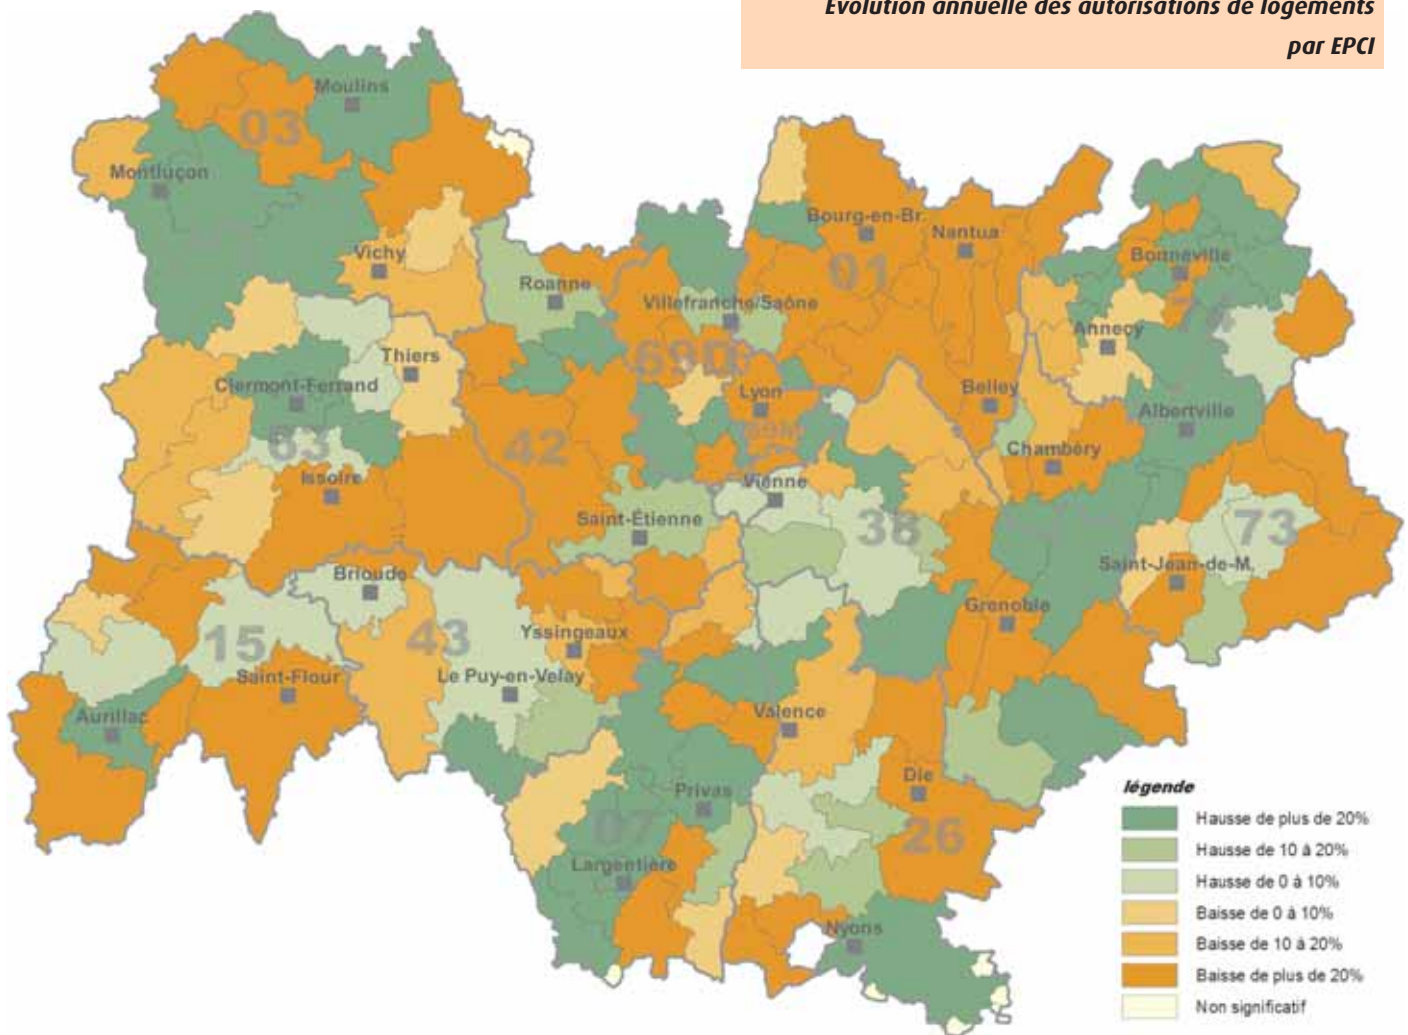 Evolution annuelle des autorisations de logements
par EPCI
Moulins
03
Montluçon
Vichy
Roanne
Villefranche/Saône
Bourg-en-Br.
Nantua
01
Bonneville
74
Annecy
Thiers
Clermont-Ferrand
63
Issoire
42
69D
Lyon
69M
Belley
Albertville
Chambéry
Vienne
Saint-Étienne
38
73
Saint-Jean-de-M.
Brioude
Grenoble
15
43
Yssingeaux
Saint-Flour
Le Puy-en-Velay
Aurillac
Valence
Die
Privas
07
26
Largentière
Nyons
légende
Hausse de plus de 20%
Hausse de 10 à 20%
Hausse de 0 à 10%
Baisse de 0 à 10%
Baisse de 10 à 20%
Baisse de plus de 20%
Non significatif